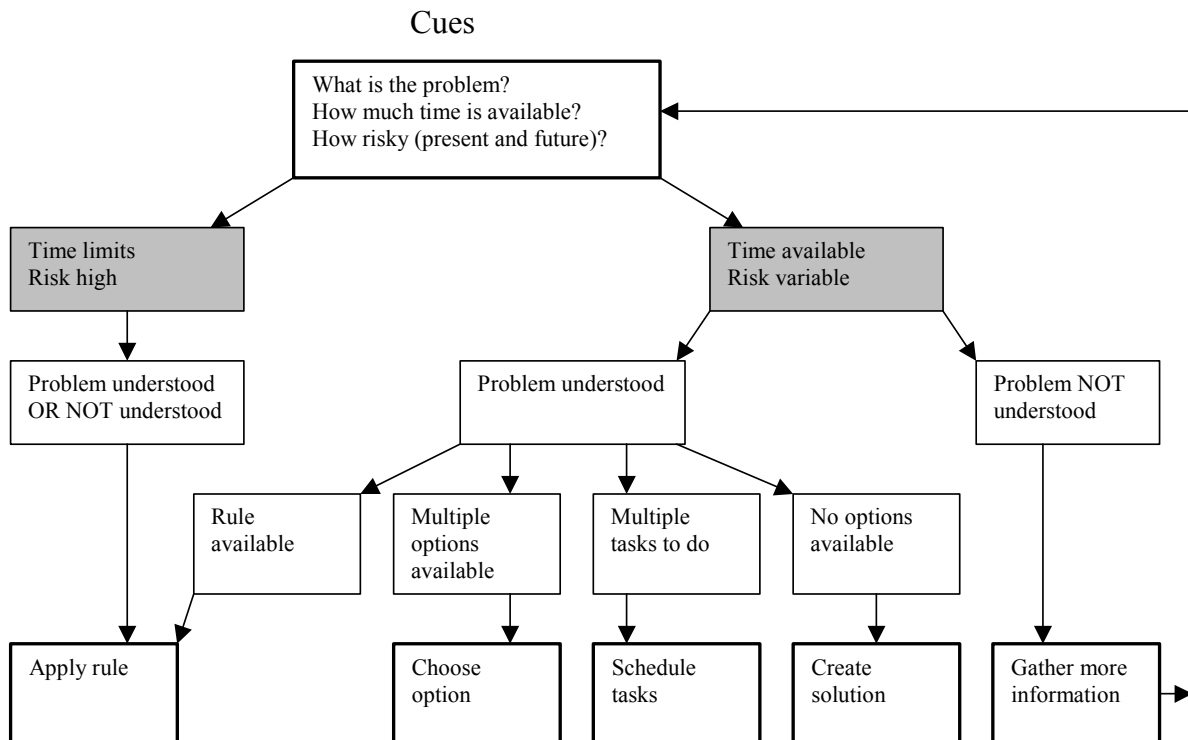 Cues
What is the problem?
How much time is available?
How risky (present and future)?
Time limits
Risk high
Time available
Risk variable
Problem understood
OR NOT understood
Problem understood
Problem NOT
understood
Rule
available
Multiple
options
available
Multiple
tasks to do
No options
available
Apply rule
Choose
option
Schedule
tasks
Create
solution
Gather more
information